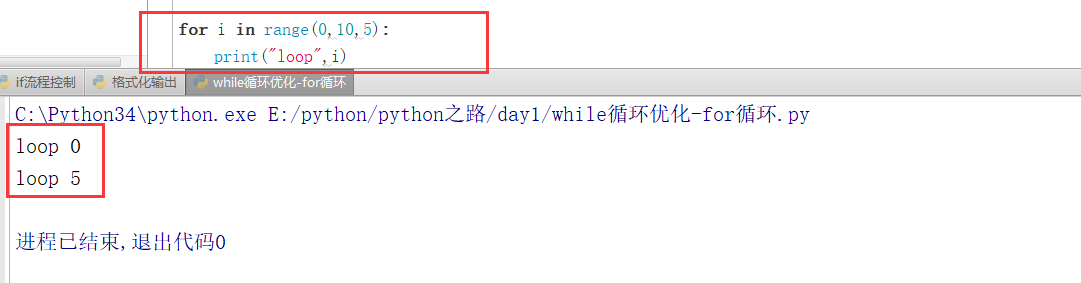 for i in range(0,10,5):
print("loop",i)
if流程控制 格式化输出 while循环优化-for循环
C:\Python34\python.exe E:/python/python之路/day1/while循环优化-for循环.py
loop 0
loop 5
进程已结束,退出代码0